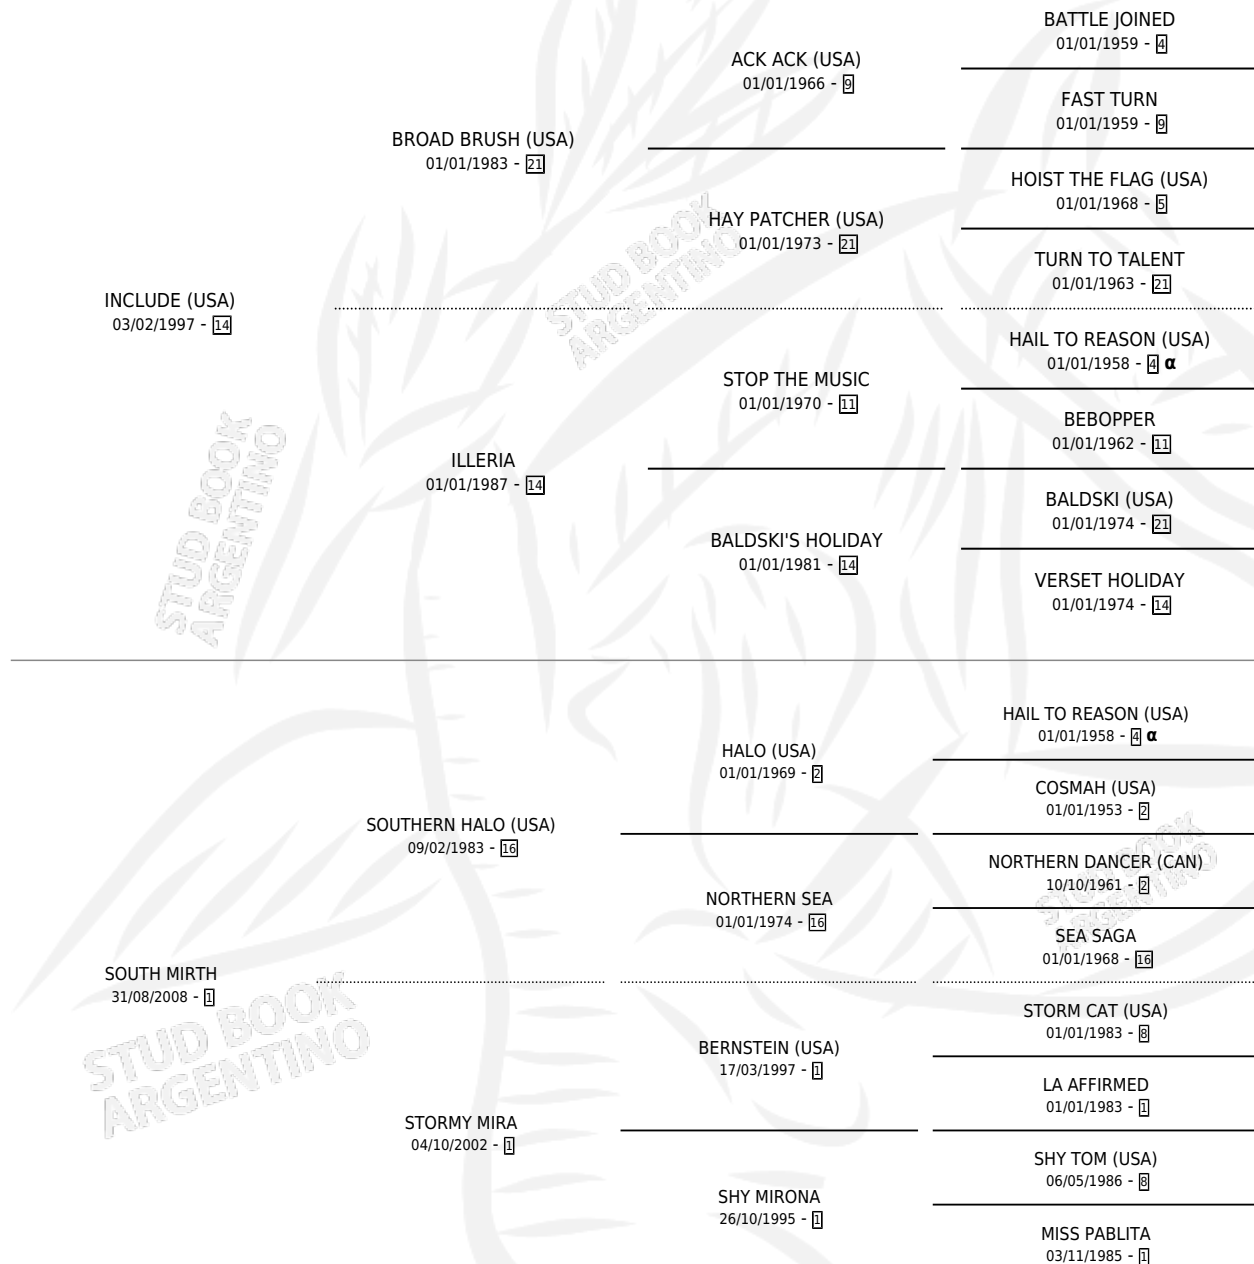 BATTLE JOINED
01/01/1959 - 4
ACK ACK (USA)
01/01/1966 - 9
FAST TURN
01/01/1959 - 9
BROAD BRUSH (USA)
01/01/1983 - 21
HOIST THE FLAG (USA)
01/01/1968 - 5
HAY PATCHER (USA)
01/01/1973 - 21
TURN TO TALENT
01/01/1963 - 21
INCLUDE (USA)
03/02/1997 - 14
HAIL TO REASON (USA)
01/01/1958 - 4 α
STOP THE MUSIC
01/01/1970 - 11
BEBOPPER
01/01/1962 - 11
ILLERIA
01/01/1987 - 14
BALDSKI (USA)
01/01/1974 - 21
BALDSKI'S HOLIDAY
01/01/1981 - 14
VERSET HOLIDAY
01/01/1974 - 14
HAIL TO REASON (USA)
01/01/1958 - 4 α
HALO (USA)
01/01/1969 - 2
COSMAH (USA)
01/01/1953 - 2
SOUTHERN HALO (USA)
09/02/1983 - 16
NORTHERN DANCER (CAN)
10/10/1961 - 2
NORTHERN SEA
01/01/1974 - 16
SEA SAGA
01/01/1968 - 16
SOUTH MIRTH
31/08/2008 - 1
STORM CAT (USA)
01/01/1983 - 8
BERNSTEIN (USA)
17/03/1997 - 1
LA AFFIRMED
01/01/1983 - 1
STORMY MIRA
04/10/2002 - 1
SHY TOM (USA)
06/05/1986 - 8
SHY MIRONA
26/10/1995 - 1
MISS PABLITA
03/11/1985 - 1
STUD BOOK
ARGENTINO
STUD BOOK
ARGENTINO
STUD BOOK
ARGENTINO
STUD BOOK
ARGENTINO